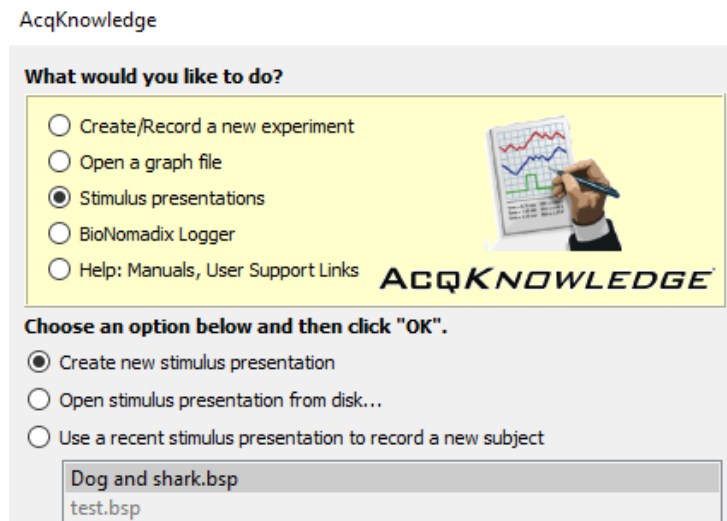 AcqKnowledge
What would you like to do?
Create/Record a new experiment
Open a graph file
Stimulus presentations
BioNomadix Logger
Help: Manuals, User Support Links
ACQKNOWLEDGE
Choose an option below and then click "OK".
Create new stimulus presentation
Open stimulus presentation from disk...
Use a recent stimulus presentation to record a new subject
Dog and shark.bsp
test.bsp